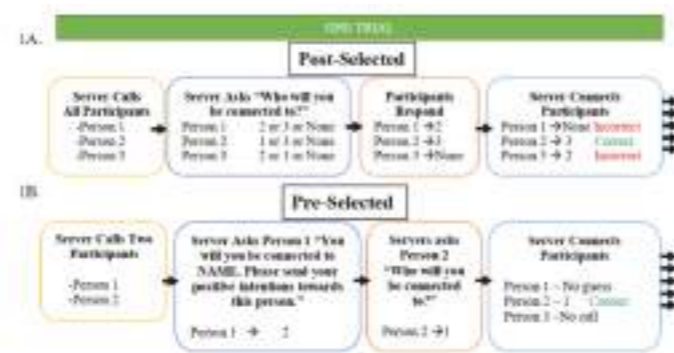 1A.
ONE TRIAL
Post-Selected
Server Calls
All Participants
-Person 1
-Person 2
-Person 3
Server Asks "Who will you
be connected to?"
Person 1 2 or 3 or None
Person 2 1 or 3 or None
Person 3 2 or 1 or None
Participants
Respond
Person 1 →2
Person 2 →3
Person 3 →None
Server Connects
Participants
Person 1 →None Incorrect
Person 2 → 3 Correct
Person 3 → 2 Incorrect
1B.
Pre-Selected
Server Calls Two
Participants
-Person 1
-Person 2
Server Asks Person 1 "You
will you be connected to
NAME. Please send your
positive intentions towards
this person."
Person 1 → 2
Servers asks
Person 2
"Who will you
be connected
to?"
Person 2 →1
Server Connects
Participants
Person 1 – No guess
Person 2 – 1 Correct
Person 3 – No call